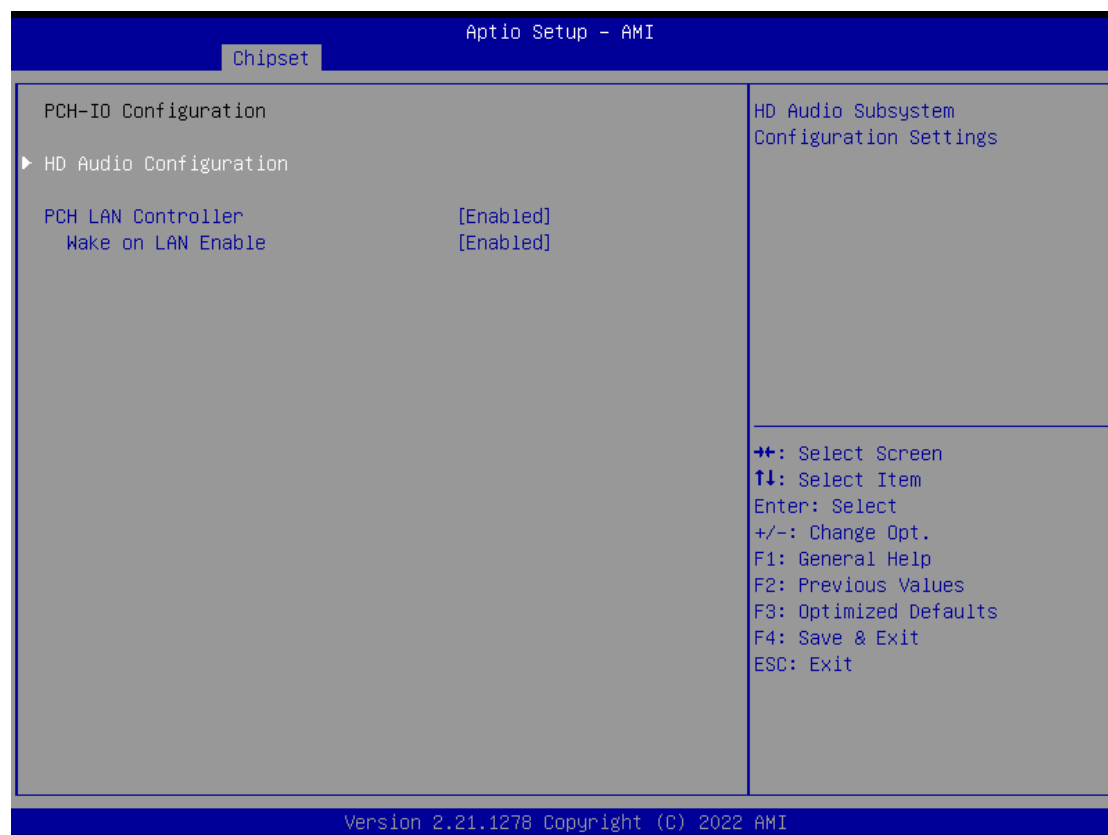 Aptio Setup – AMI
Chipset
PCH-IO Configuration
▶ HD Audio Configuration
PCH LAN Controller [Enabled]
Wake on LAN Enable [Enabled]
HD Audio Subsystem
Configuration Settings
→←: Select Screen
↑↓: Select Item
Enter: Select
+/-: Change Opt.
F1: General Help
F2: Previous Values
F3: Optimized Defaults
F4: Save & Exit
ESC: Exit
Version 2.21.1278 Copyright (C) 2022 AMI